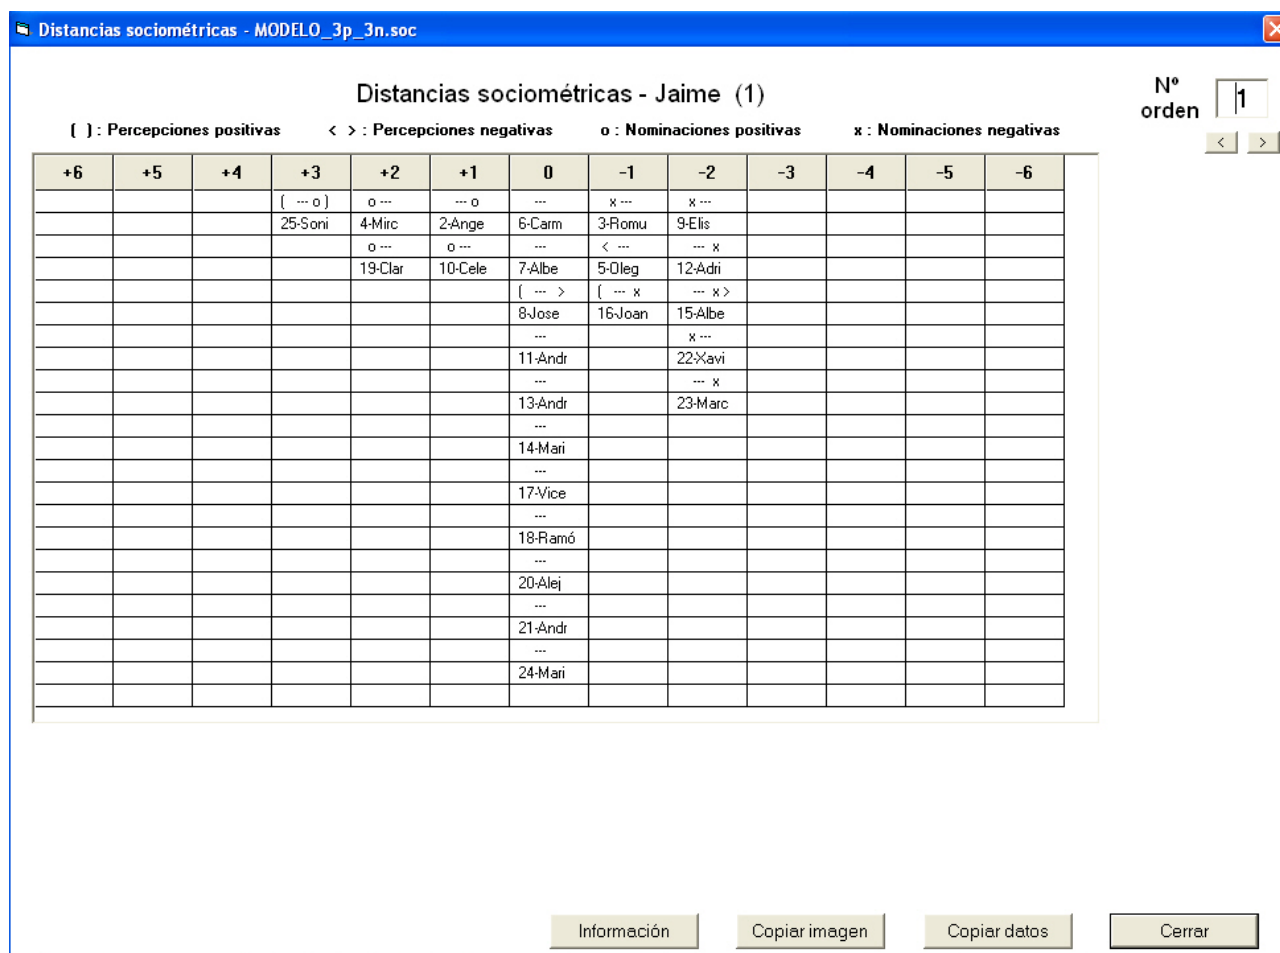 Distancias sociométricas - MODELO_3p_3n.soc
Distancias sociométricas - Jaime (1)
Nº orden 1
( ) : Percepciones positivas < > : Percepciones negativas o : Nominaciones positivas x : Nominaciones negativas
< >
+6 +5 +4 +3 +2 +1 0 -1 -2 -3 -4 -5 -6
( --- o ) o --- --- o --- x --- x ---
25-Soni 4-Mirc 2-Ange 6-Carm 3-Romu 9-Elis
o --- o --- --- < --- --- x
19-Clar 10-Cele 7-Albe 5-Oleg 12-Adri
( --- > ( --- x --- x >
8-Jose 16-Joan 15-Albe
--- x ---
11-Andr 22-Xavi
--- --- x
13-Andr 23-Marc
---
14-Mari
---
17-Vice
---
18-Ramó
---
20-Alej
---
21-Andr
---
24-Mari
Información Copiar imagen Copiar datos Cerrar